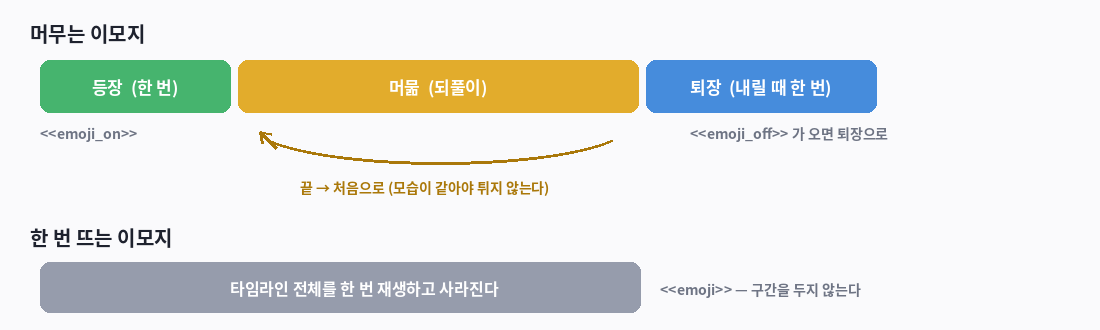 머무는 이모지
등장 (한 번)
머묾 (되풀이)
퇴장 (내릴 때 한 번)
<<emoji_on>>
<<emoji_off>> 가 오면 퇴장으로
끝 → 처음으로 (모습이 같아야 튀지 않는다)
한 번 뜨는 이모지
타임라인 전체를 한 번 재생하고 사라진다
<<emoji>> — 구간을 두지 않는다